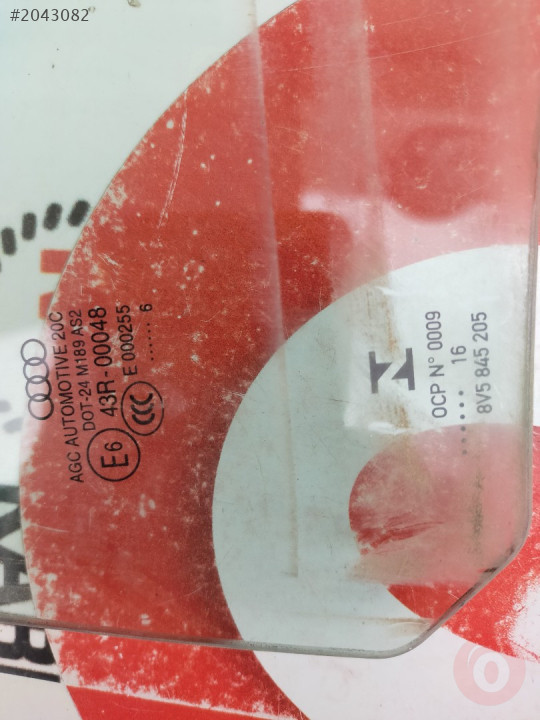 #2043082
AGC AUTOMOTIVE 20C
DOT-24 M189 AS2
E6 43R-00048
CCC E 000255
...... 6
N
OCP N° 0009
...... 16
8V5 845 205